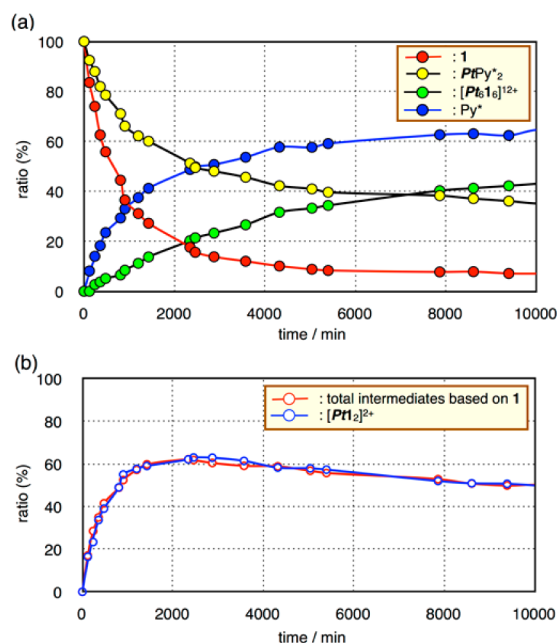 (a)
100
80
60
40
20
0
ratio (%)
: 1
: PtPy*2
: [Pt616]12+
: Py*
0 2000 4000 6000 8000 10000
time / min
(b)
100
80
60
40
20
0
ratio (%)
: total intermediates based on 1
: [Pt12]2+
0 2000 4000 6000 8000 10000
time / min